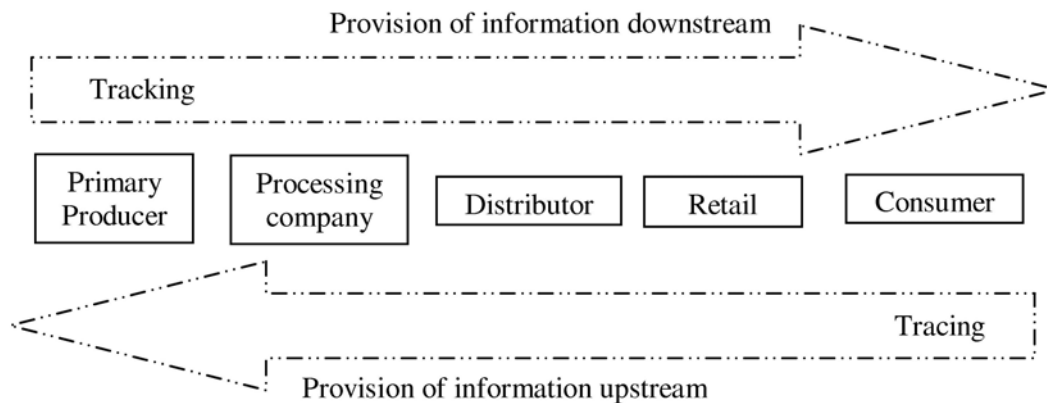 Provision of information downstream
Tracking
Primary
Producer
Processing
company
Distributor
Retail
Consumer
Tracing
Provision of information upstream